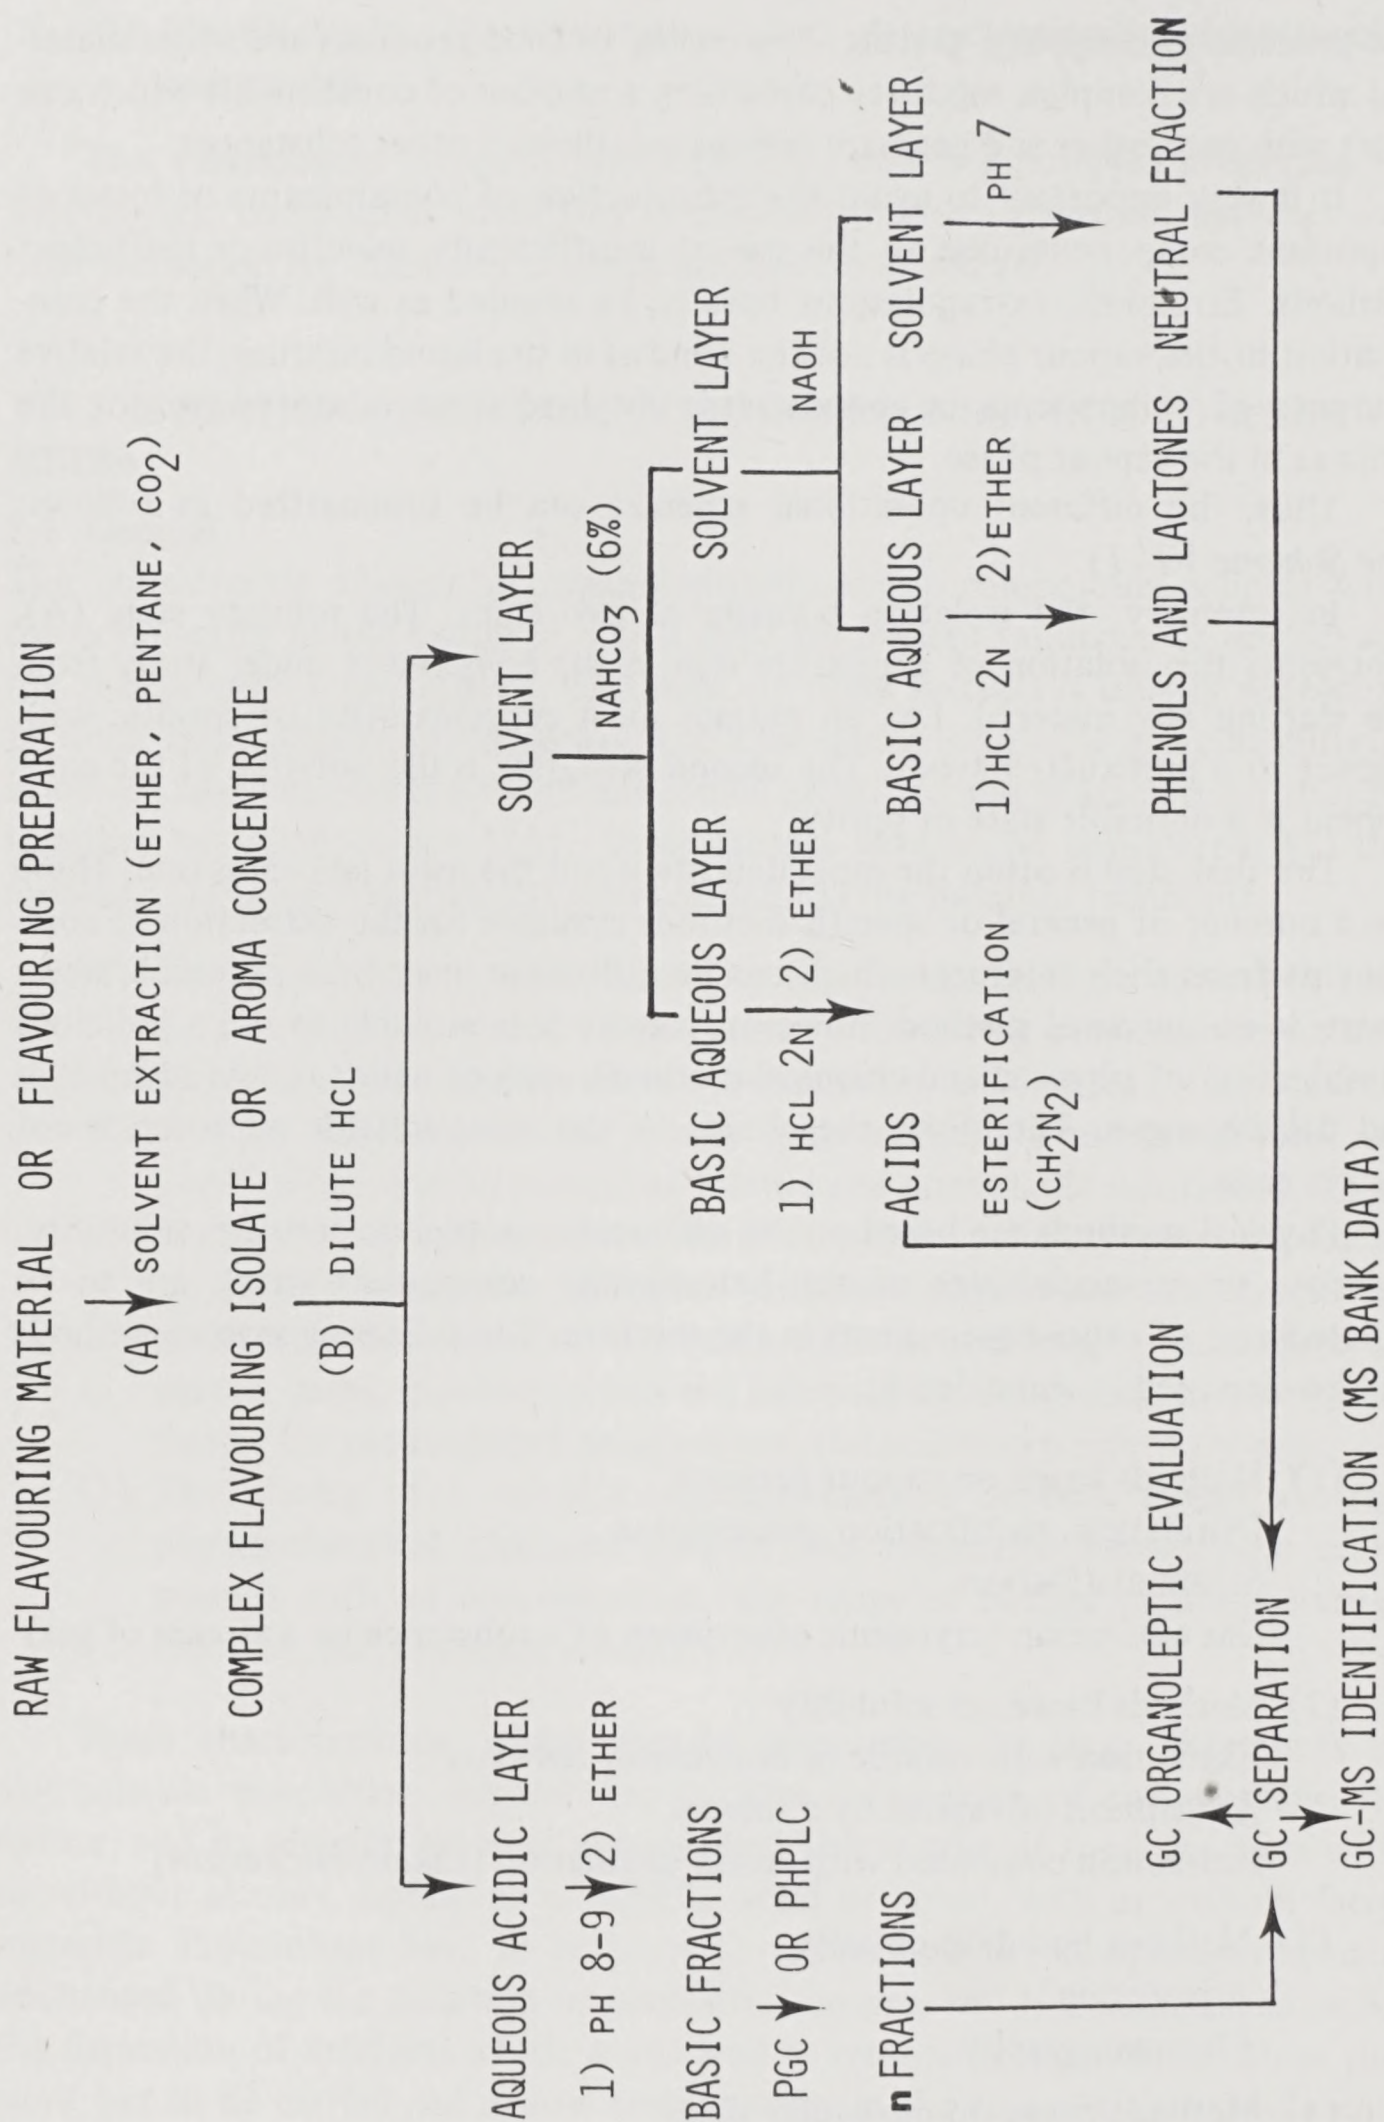 RAW FLAVOURING MATERIAL OR FLAVOURING PREPARATION
(A) SOLVENT EXTRACTION (ETHER, PENTANE, CO2)
COMPLEX FLAVOURING ISOLATE OR AROMA CONCENTRATE
(B) DILUTE HCL
AQUEOUS ACIDIC LAYER
SOLVENT LAYER
1) PH 8-9 2) ETHER
NAHCO3 (6%)
BASIC FRACTIONS
BASIC AQUEOUS LAYER
SOLVENT LAYER
PGC OR PHPLC
1) HCL 2N 2) ETHER
NAOH
n FRACTIONS
ACIDS
BASIC AQUEOUS LAYER
SOLVENT LAYER
ESTERIFICATION
(CH2N2)
1)HCL 2N 2)ETHER
PH 7
PHENOLS AND LACTONES
NEUTRAL FRACTION
GC ORGANOLEPTIC EVALUATION
GC SEPARATION
GC-MS IDENTIFICATION (MS BANK DATA)